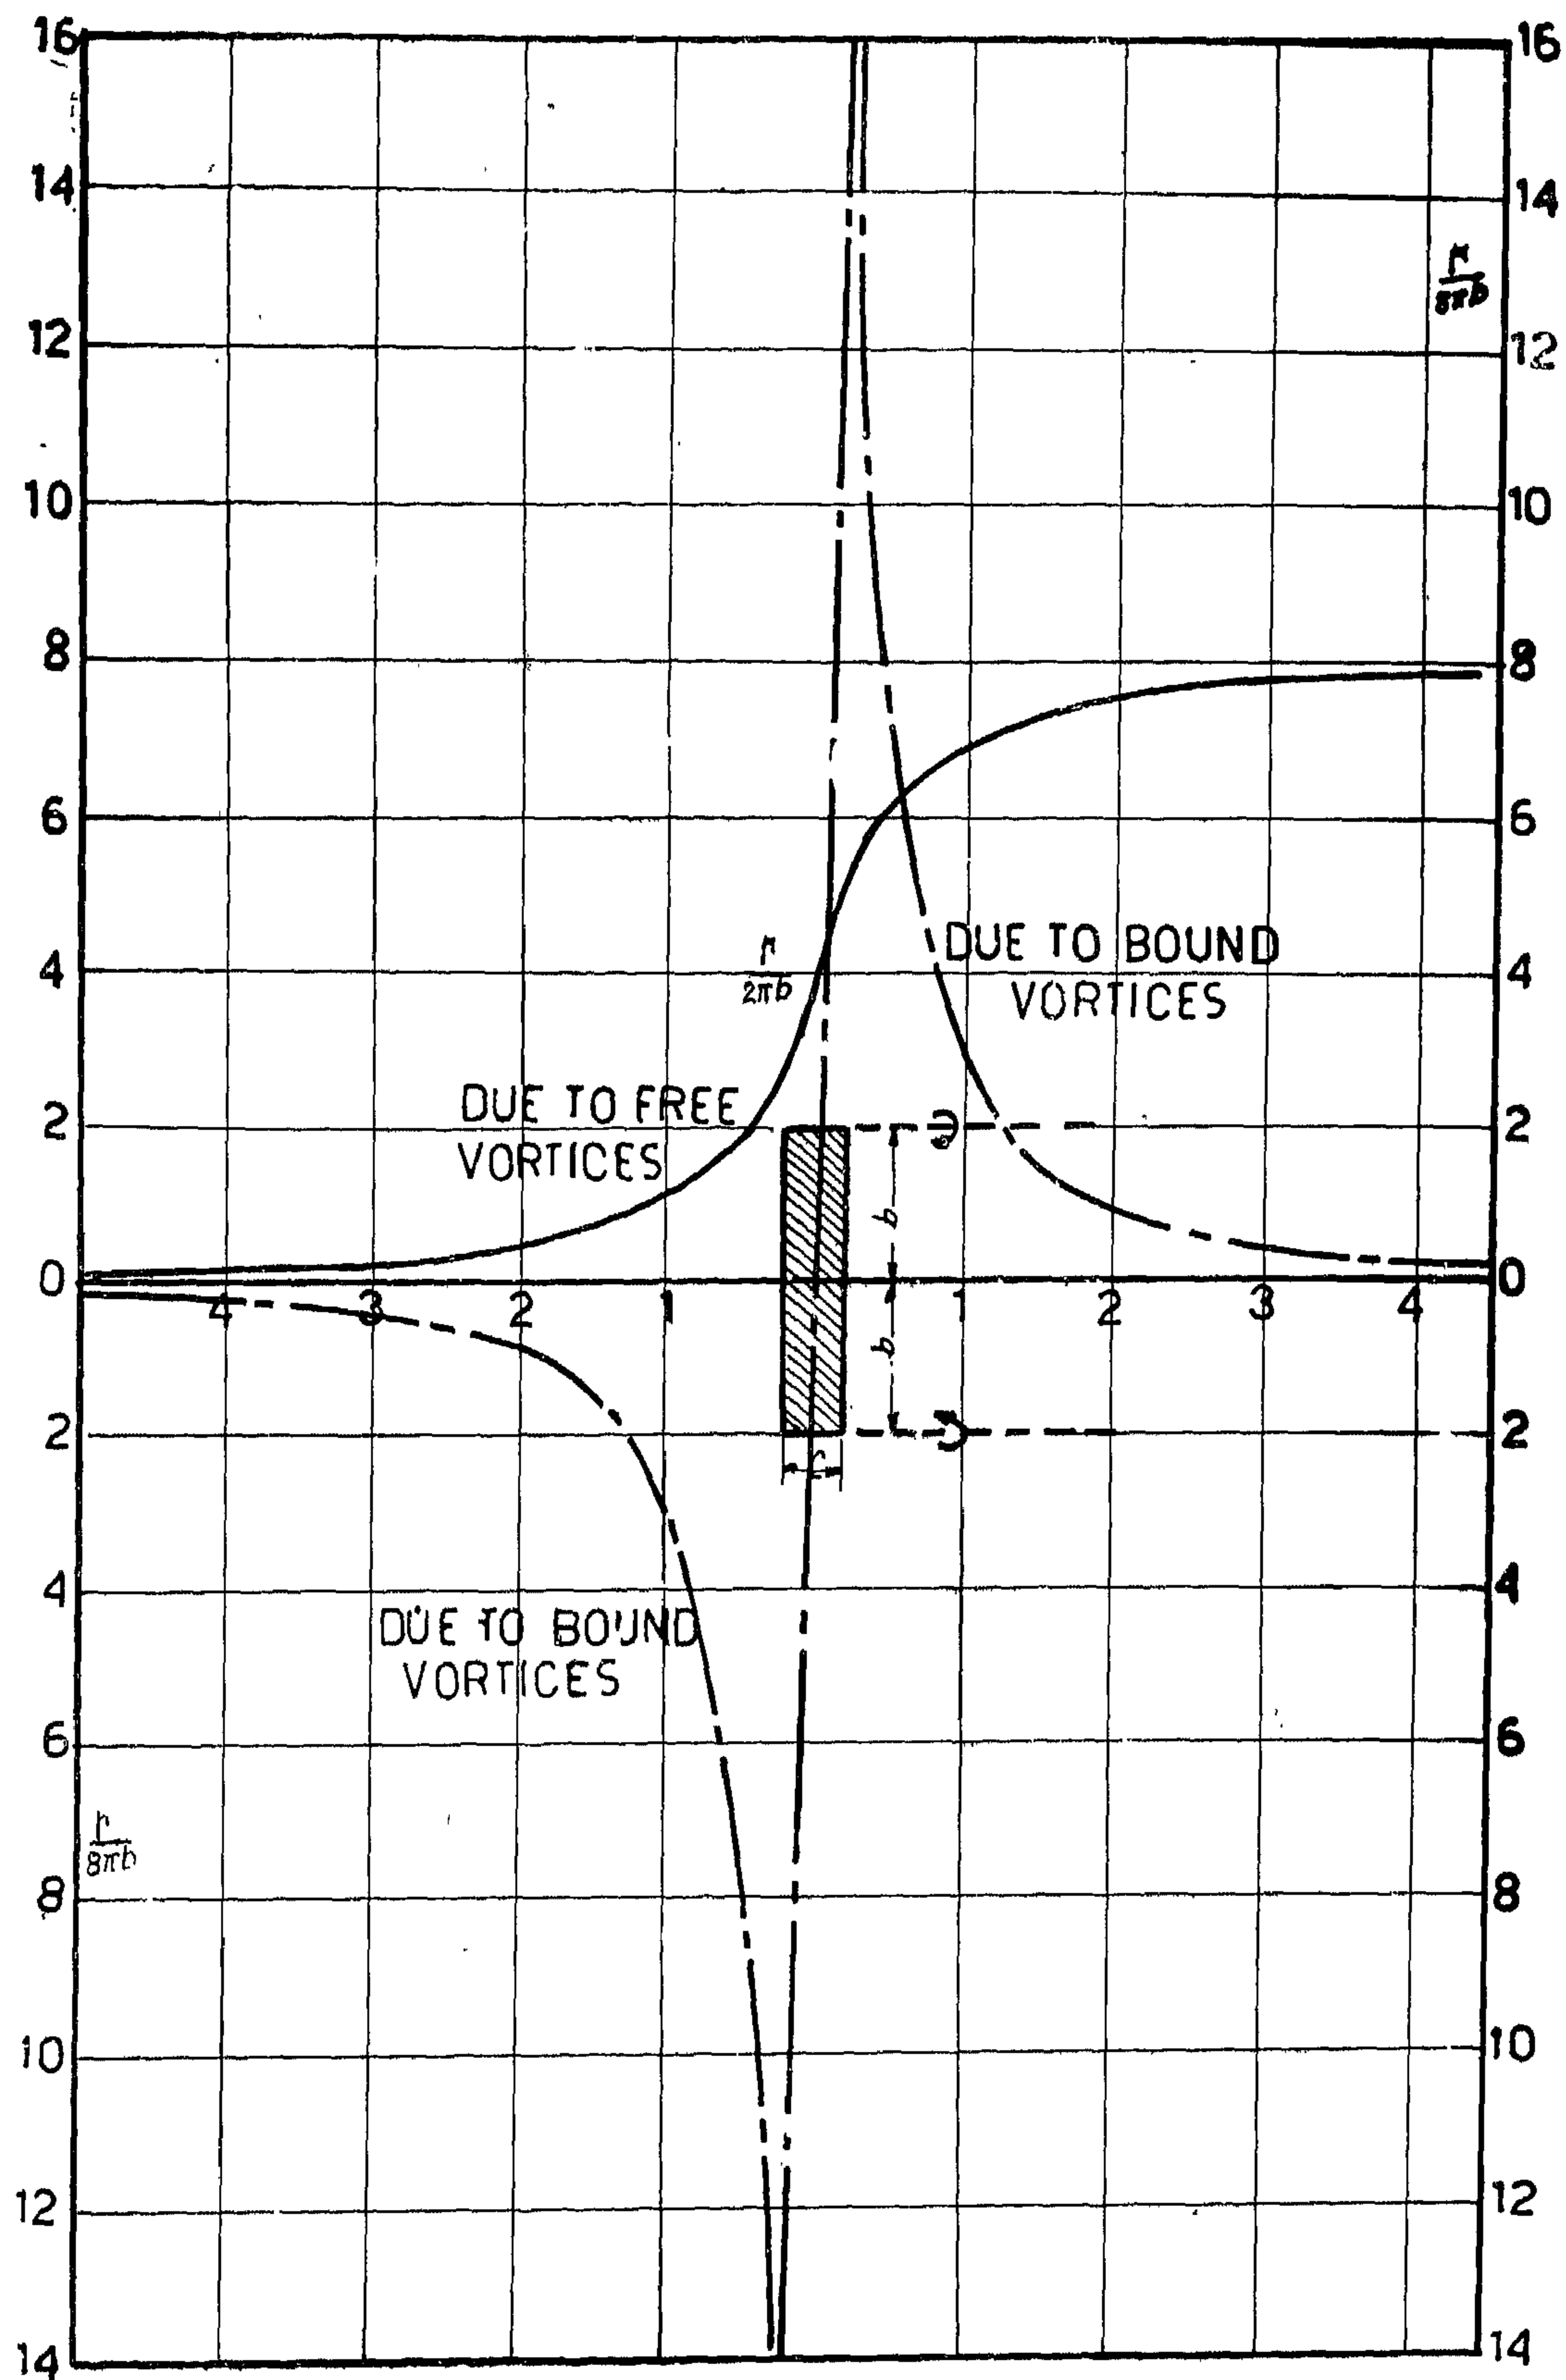 16 16
14 14
Γ
8πb
12 12
10 10
8 8
6 6
DUE TO BOUND
VORTICES
Γ
2πb
4 4
DUE TO FREE
VORTICES
2 2
b
0 0
4 3 2 1 1 2 3 4
b
2 2
4 4
DUE TO BOUND
VORTICES
6 6
Γ
8πb
8 8
10 10
12 12
14 14